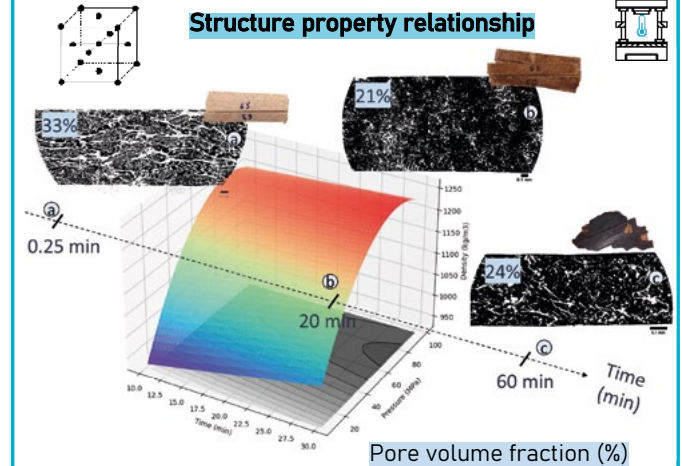 Structure property relationship
33%
a
21%
b
24%
c
a
0.25 min
b
20 min
c
60 min
Time
(min)
1250
1200
1150
1100
1050
1000
950
Density (kg/m3)
100
80
60
40
20
Pressure (MPa)
10.0
12.5
15.0
17.5
20.0
22.5
25.0
27.5
30.0
Time (min)
Pore volume fraction (%)